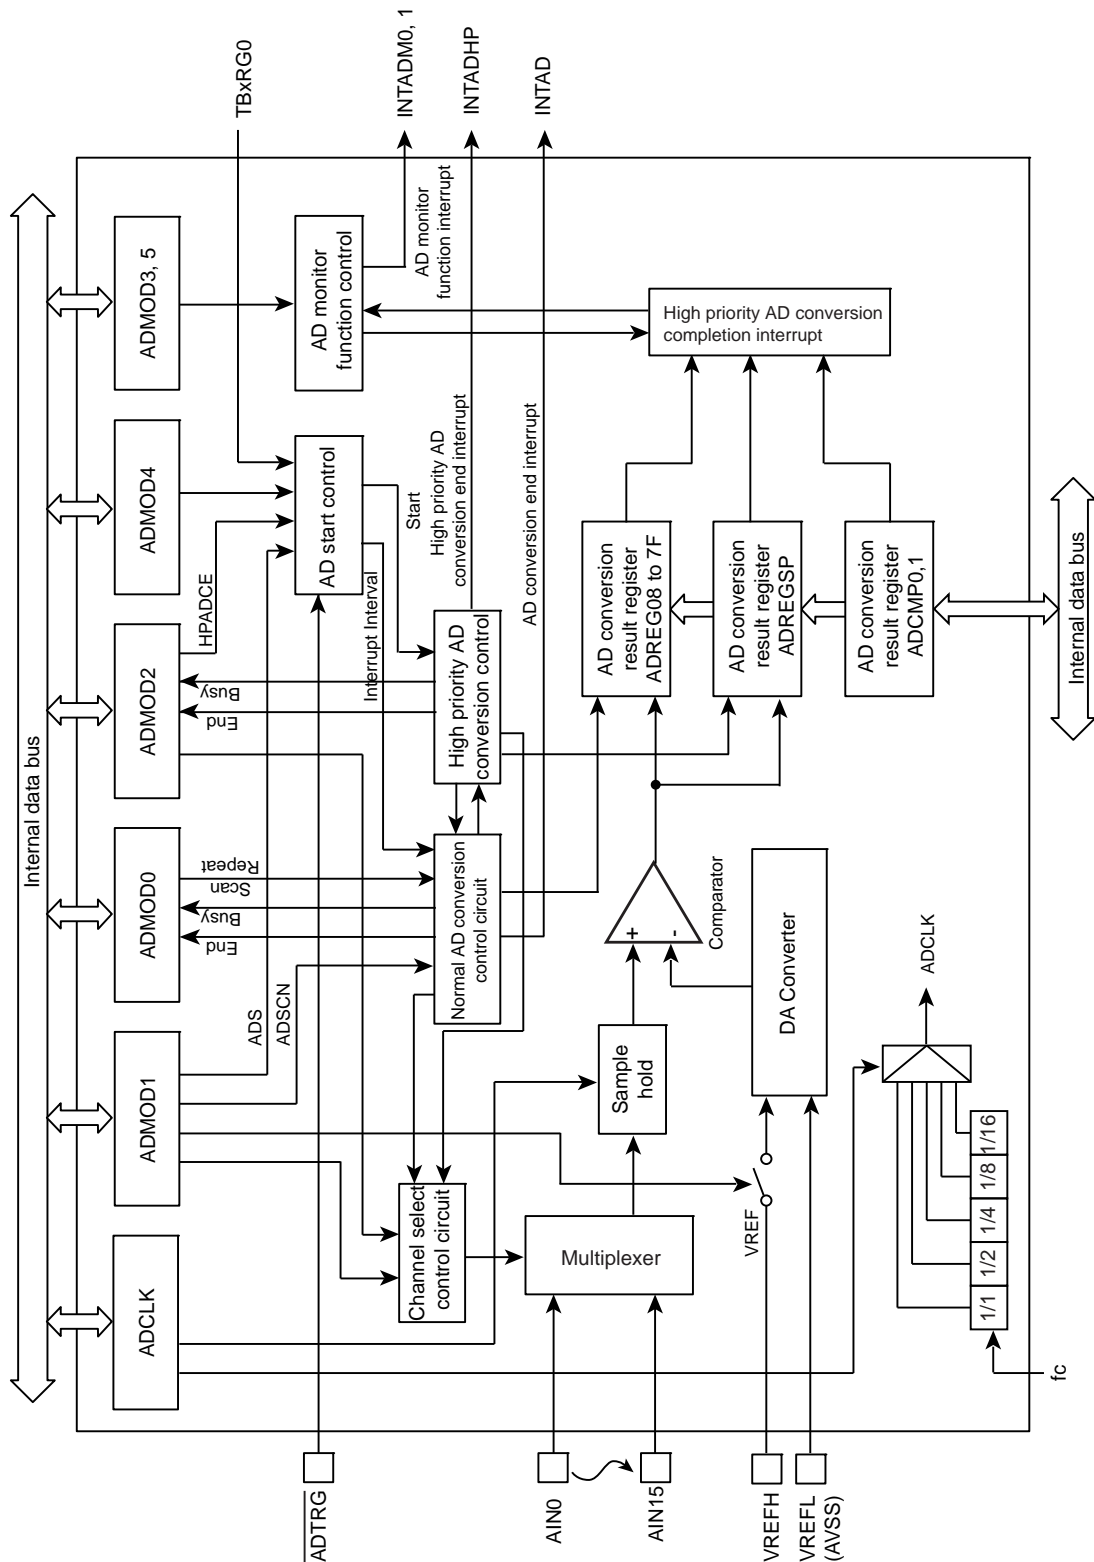 Internal data bus
ADCLK
ADMOD1
ADMOD0
ADMOD2
ADMOD4
ADMOD3, 5
ADS
ADSCN
End
Busy
Scan
Repeat
End
Busy
HPADCE
TBxRG0
ADTRG
AD start control
AD monitor
function control
INTADM0, 1
AD monitor
function interrupt
Interrupt Interval
Start
Channel select
control circuit
Normal AD conversion
control circuit
High priority AD
conversion control
High priority AD
conversion end interrupt
INTADHP
AD conversion end interrupt
INTAD
AIN0
AIN15
Multiplexer
Sample
hold
+
-
Comparator
AD conversion
result register
ADREG08 to 7F
AD conversion
result register
ADREGSP
AD conversion
result register
ADCMP0,1
High priority AD conversion
completion interrupt
VREFH
VREFL
(AVSS)
VREF
DA Converter
ADCLK
1/1
1/2
1/4
1/8
1/16
fc
Internal data bus